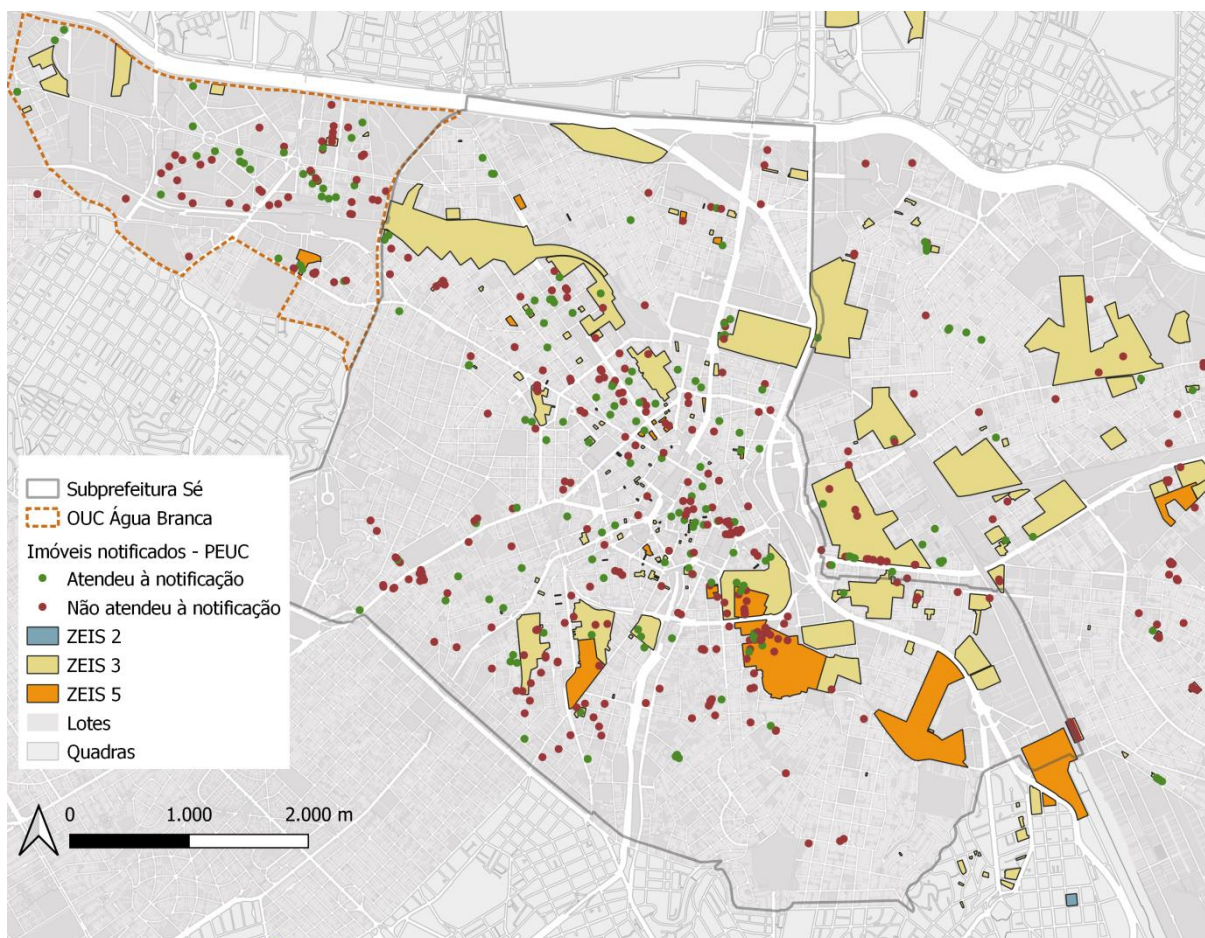 Subprefeitura Sé
OUC Água Branca
Imóveis notificados - PEUC
Atendeu à notificação
Não atendeu à notificação
ZEIS 2
ZEIS 3
ZEIS 5
Lotes
Quadras
0 1.000 2.000 m